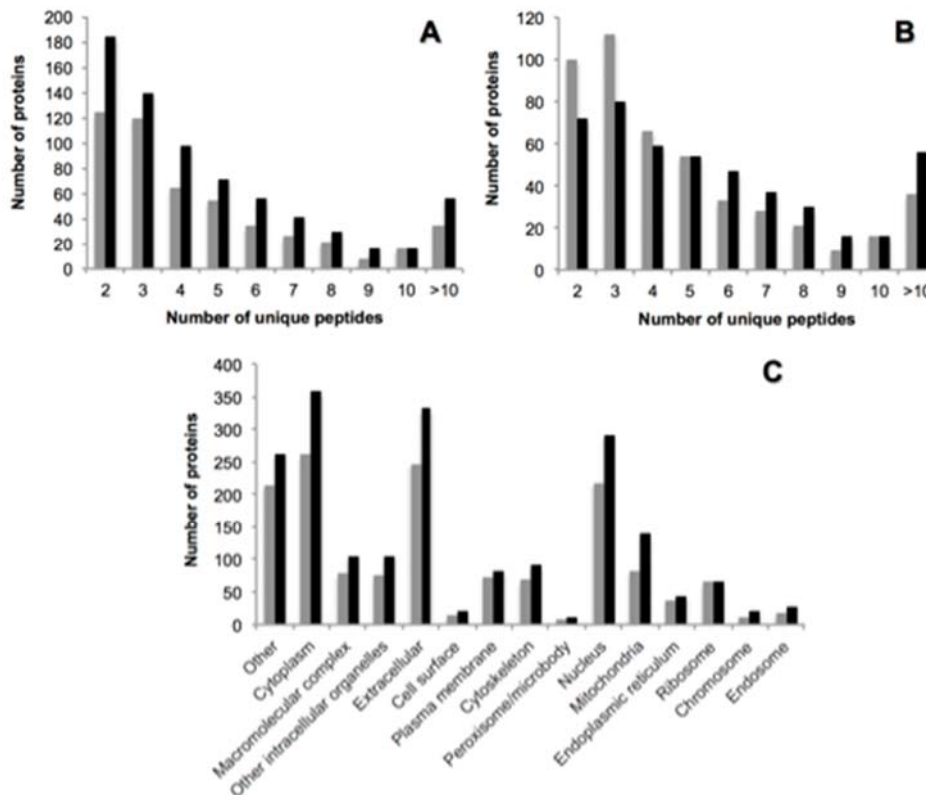 A
Number of proteins
200
180
160
140
120
100
80
60
40
20
0
2 3 4 5 6 7 8 9 10 >10
Number of unique peptides
B
Number of proteins
120
100
80
60
40
20
0
2 3 4 5 6 7 8 9 10 >10
Number of unique peptides
C
Number of proteins
400
350
300
250
200
150
100
50
0
Other
Cytoplasm
Macromolecular complex
Other intracellular organelles
Extracellular
Cell surface
Plasma membrane
Cytoskeleton
Peroxisome/microbody
Nucleus
Mitochondria
Endoplasmic reticulum
Ribosome
Chromosome
Endosome